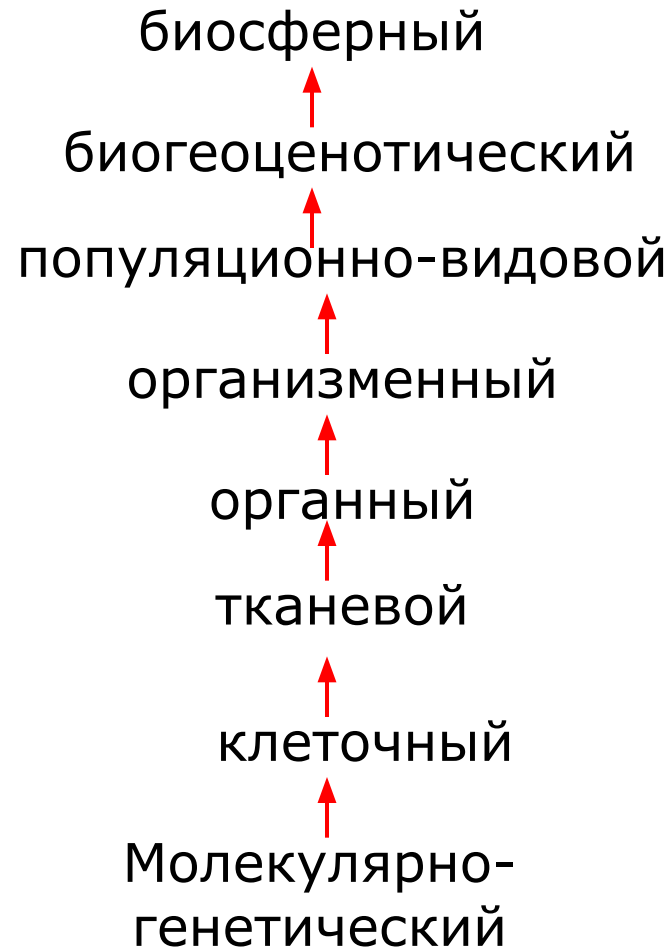 биосферный
биогеоценотический
популяционно-видовой
организменный
органный
тканевой
клеточный
Молекулярно-
генетический